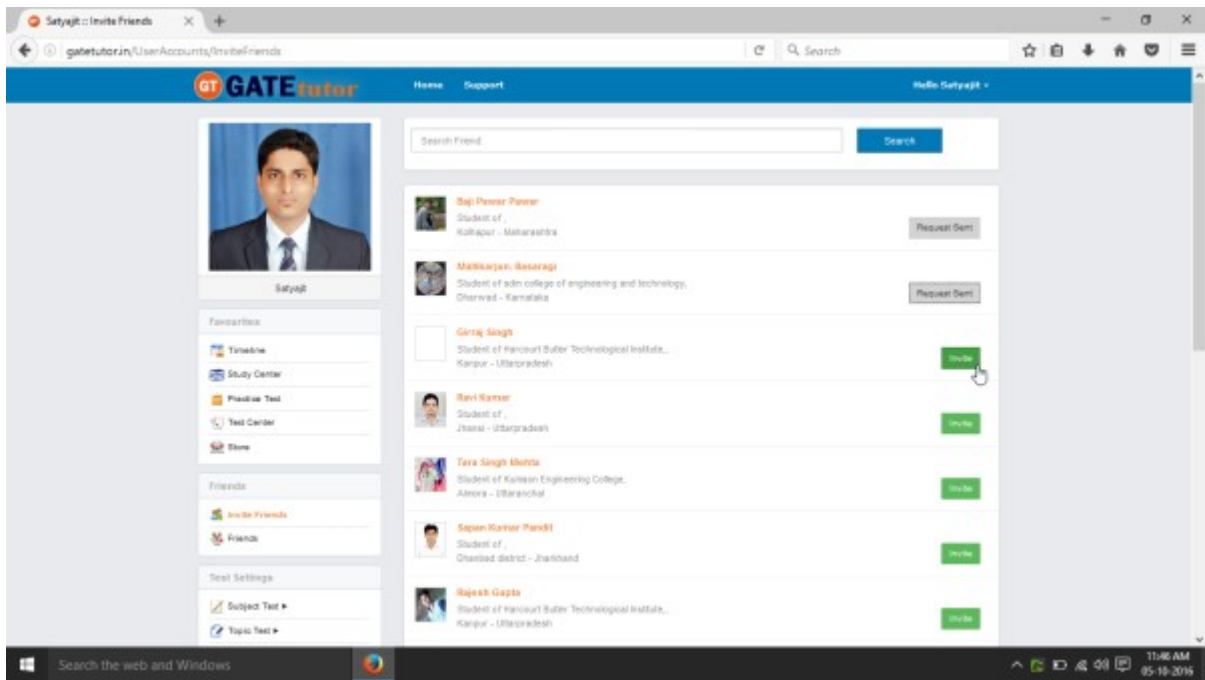 Satyajit :: Invite Friends
gatetutor.in/UserAccounts/InviteFriends
Search
GT GATEtutor
Home
Support
Hello Satyajit
Search Friend
Search
Satyajit
Favourites
Timeline
Study Center
Practice Test
Test Center
Store
Friends
Invite Friends
Friends
Test Settings
Subject Test
Topic Test
Baji Pawar Pawar
Student of ,
Kolhapur - Maharashtra
Request Sent
Mallikarjun. Basaragi
Student of sdm college of engineering and technology,
Dharwad - Karnataka
Request Sent
Girraj Singh
Student of Harcourt Butler Technological Institute,,
Kanpur - Uttarpradesh
Invite
Ravi Kumar
Student of ,
Jhansi - Uttarpradesh
Invite
Tara Singh Mehta
Student of Kumaon Engineering College,
Almora - Uttaranchal
Invite
Sapan Kumar Pandit
Student of ,
Dhanbad district - Jharkhand
Invite
Rajesh Gupta
Student of Harcourt Butler Technological Institute,,
Kanpur - Uttarpradesh
Invite
Search the web and Windows
11:46 AM
05-10-2016